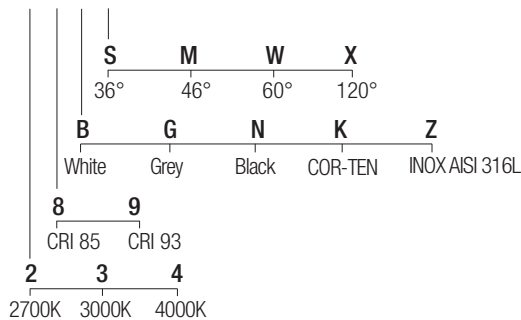 S M W X
36° 46° 60° 120°
B G N K Z
White Grey Black COR-TEN INOX AISI 316L
8 9
CRI 85 CRI 93
2 3 4
2700K 3000K 4000K